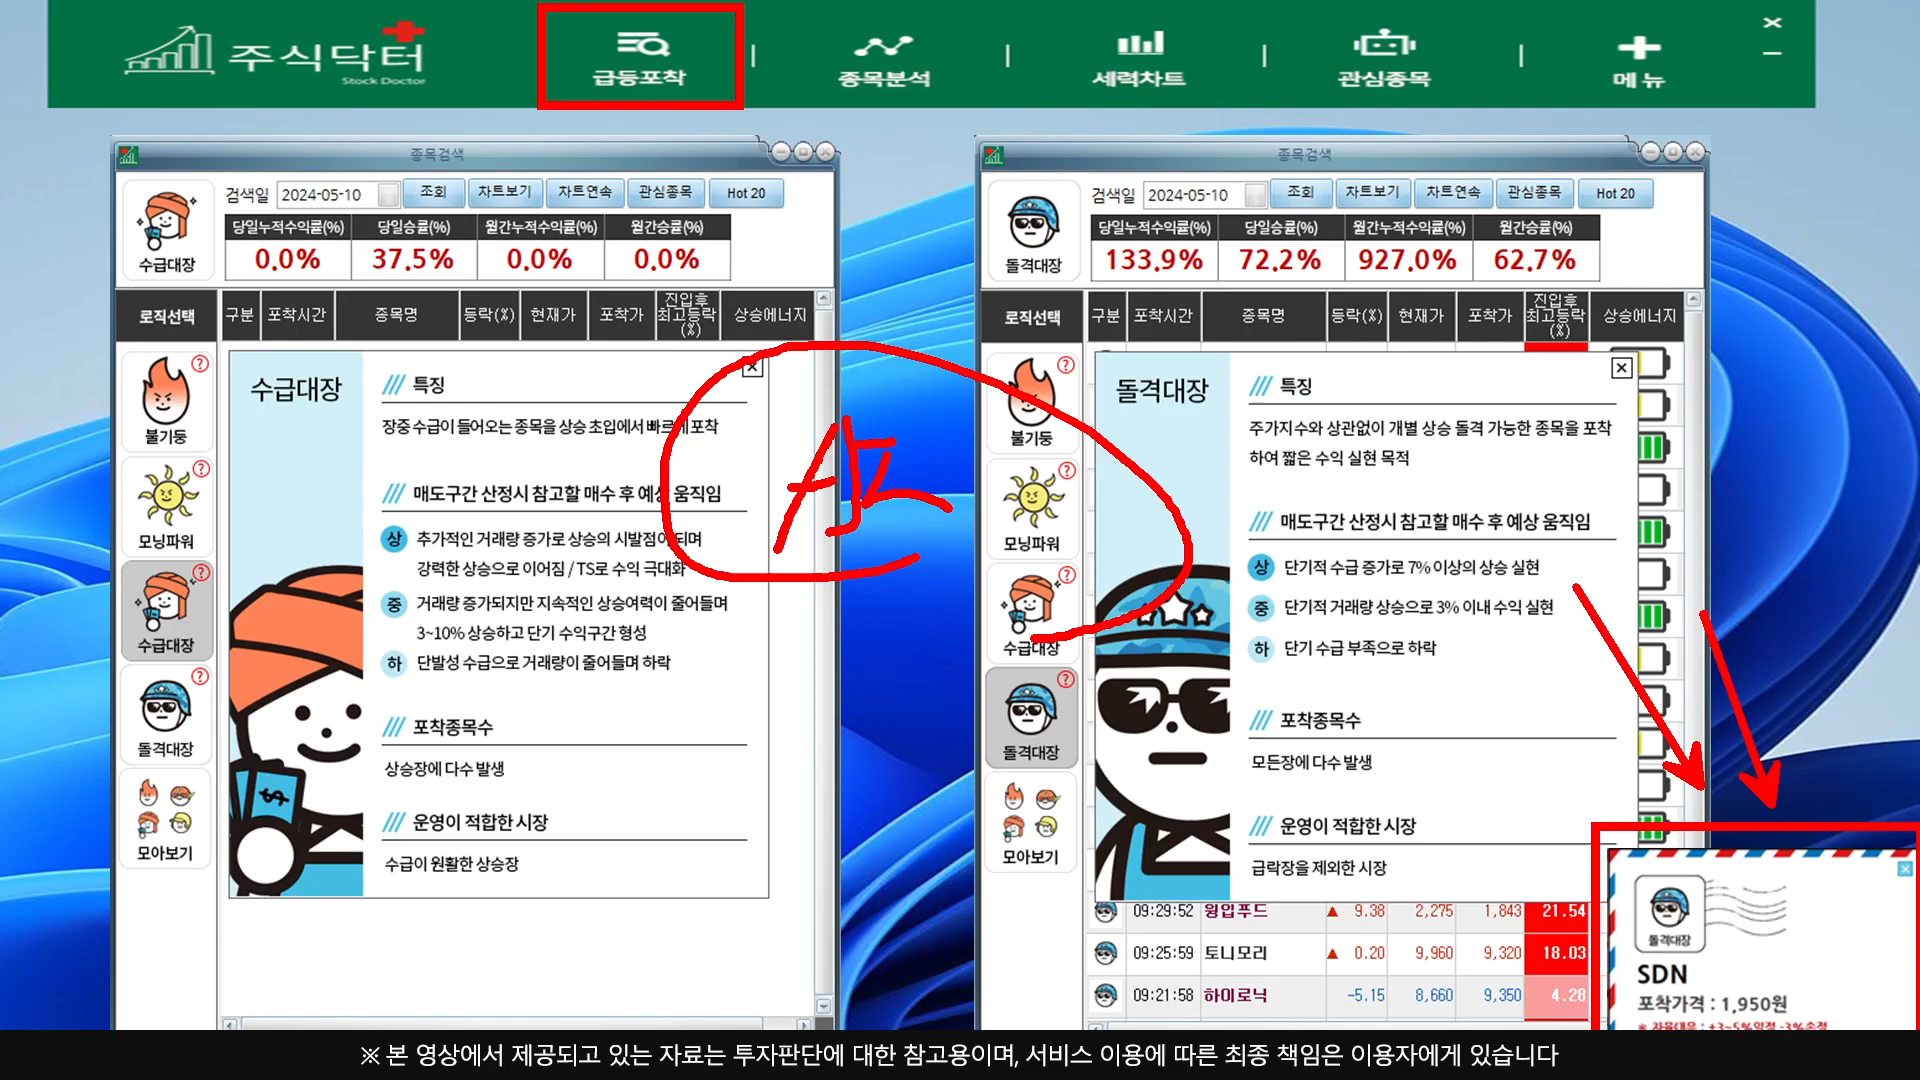 주식닥터
Stock Doctor
급등포착
종목분석
세력차트
관심종목
메뉴
종목검색
수급대장
검색일 2024-05-10 조회 차트보기 차트연속 관심종목 Hot 20
당일누적수익률(%) 당일승률(%) 월간누적수익률(%) 월간승률(%)
0.0% 37.5% 0.0% 0.0%
로직선택 구분 포착시간 종목명 등락(%) 현재가 포착가 진입후 최고등락 (%) 상승에너지
불기둥
모닝파워
수급대장
돌격대장
모아보기
수급대장
특징
장중 수급이 들어오는 종목을 상승 초입에서 빠르게 포착
매도구간 산정시 참고할 매수 후 예상 움직임
상 추가적인 거래량 증가로 상승의 시발점이 되며
강력한 상승으로 이어짐 / TS로 수익 극대화
중 거래량 증가되지만 지속적인 상승여력이 줄어들며
3~10% 상승하고 단기 수익구간 형성
하 단발성 수급으로 거래량이 줄어들며 하락
포착종목수
상승장에 다수 발생
운영이 적합한 시장
수급이 원활한 상승장
종목검색
돌격대장
검색일 2024-05-10 조회 차트보기 차트연속 관심종목 Hot 20
당일누적수익률(%) 당일승률(%) 월간누적수익률(%) 월간승률(%)
133.9% 72.2% 927.0% 62.7%
로직선택 구분 포착시간 종목명 등락(%) 현재가 포착가 진입후 최고등락 (%) 상승에너지
불기둥
모닝파워
수급대장
돌격대장
모아보기
돌격대장
특징
주가지수와 상관없이 개별 상승 돌격 가능한 종목을 포착
하여 짧은 수익 실현 목적
매도구간 산정시 참고할 매수 후 예상 움직임
상 단기적 수급 증가로 7% 이상의 상승 실현
중 단기적 거래량 상승으로 3% 이내 수익 실현
하 단기 수급 부족으로 하락
포착종목수
모든장에 다수 발생
운영이 적합한 시장
급락장을 제외한 시장
09:29:52 윙입푸드 ▲ 9.38 2,275 1,843 21.54
09:25:59 토니모리 ▲ 0.20 9,960 9,320 18.03
09:21:58 하이로닉 -5.15 8,660 9,350 4.28
돌격대장
SDN
포착가격 : 1,950원
※ 본 영상에서 제공되고 있는 자료는 투자판단에 대한 참고용이며, 서비스 이용에 따른 최종 책임은 이용자에게 있습니다